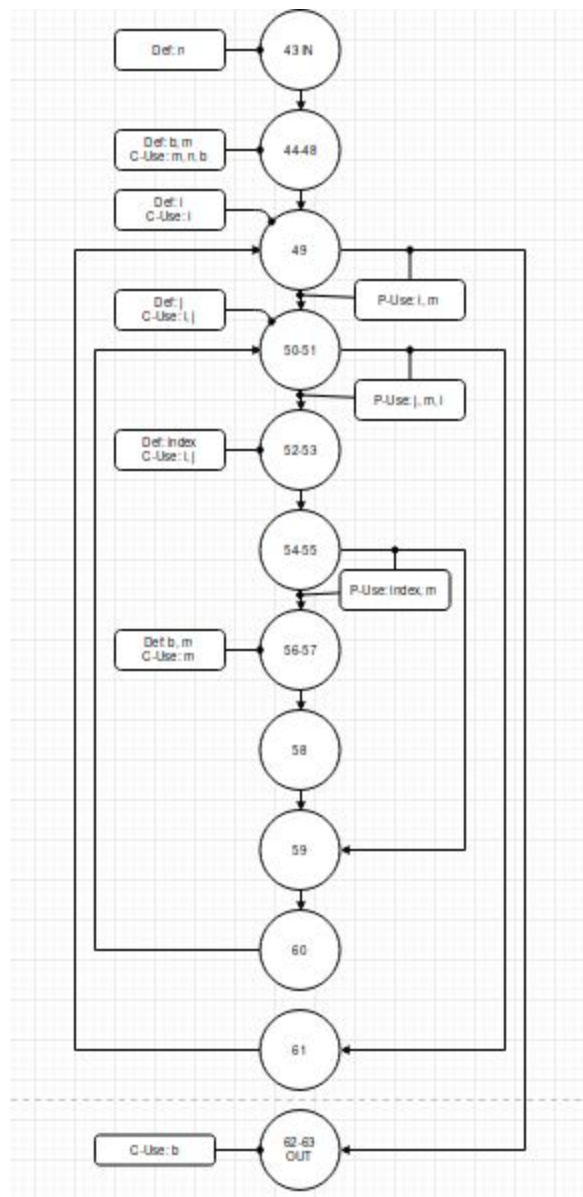 Def: n
43 IN
Def: b, m
C-Use: m, n, b
44-48
Def: i
C-Use: i
49
P-Use: i, m
Def: j
C-Use: i, j
50-51
P-Use: j, m, i
Def: index
C-Use: i, j
52-53
54-55
P-Use: index, m
Def: b, m
C-Use: m
56-57
58
59
60
61
C-Use: b
62-63
OUT